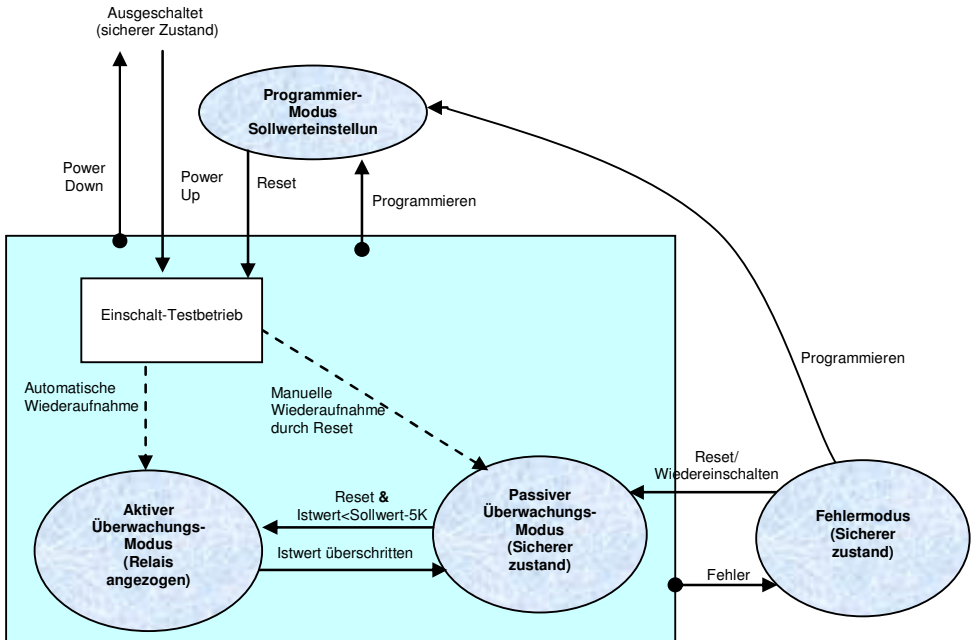 Ausgeschaltet
(sicherer Zustand)
Programmier-
Modus
Sollwerteinstellun
Power
Down
Power
Up
Reset
Programmieren
Einschalt-Testbetrieb
Programmieren
Automatische
Wiederaufnahme
Manuelle
Wiederaufnahme
durch Reset
Reset/
Wiedereinschalten
Aktiver
Überwachungs-
Modus
(Relais
angezogen)
Reset &
Istwert<Sollwert-5K
Istwert überschritten
Passiver
Überwachungs-
Modus
(Sicherer
zustand)
Fehlermodus
(Sicherer
zustand)
Fehler